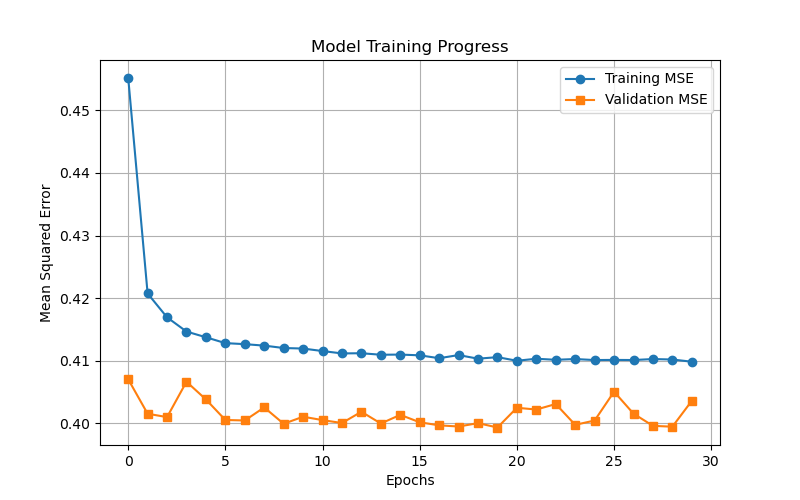 Model Training Progress
Training MSE
Validation MSE
Mean Squared Error
0.45
0.44
0.43
0.42
0.41
0.40
0 5 10 15 20 25 30
Epochs